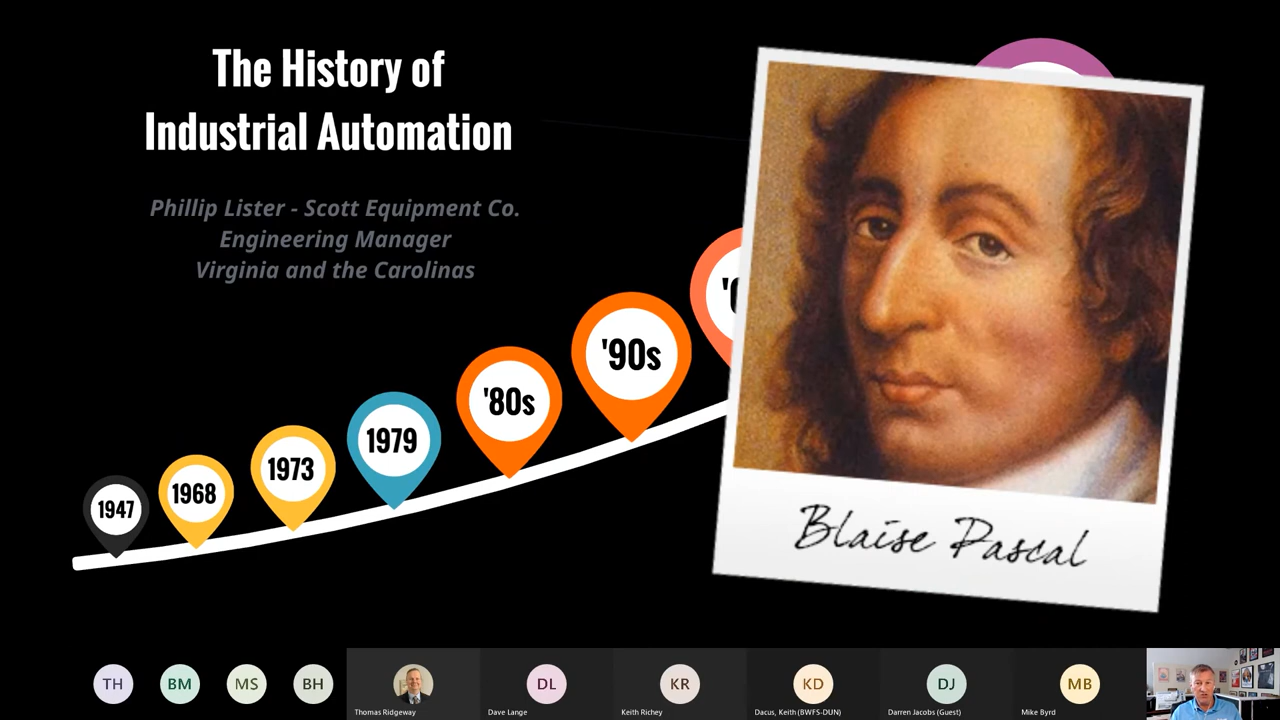 The History of
Industrial Automation
Phillip Lister - Scott Equipment Co.
Engineering Manager
Virginia and the Carolinas
1947
1968
1973
1979
'80s
'90s
Blaise Pascal
TH
BM
MS
BH
Thomas Ridgeway
DL
Dave Lange
KR
Keith Richey
KD
Dacus, Keith (BWFS-DUN)
DJ
Darren Jacobs (Guest)
MB
Mike Byrd